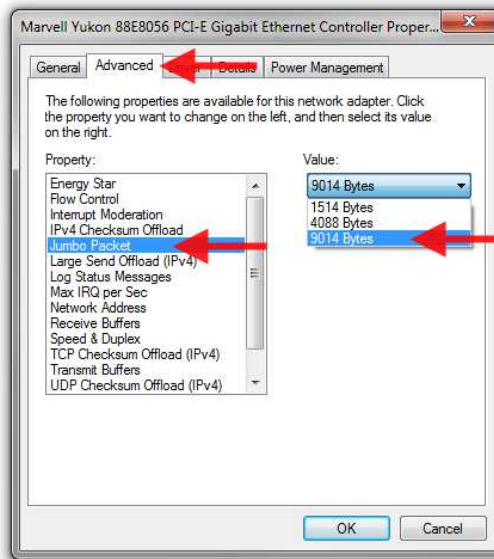 Marvell Yukon 88E8056 PCI-E Gigabit Ethernet Controller Proper...
General Advanced Driver Details Power Management
The following properties are available for this network adapter. Click
the property you want to change on the left, and then select its value
on the right.
Property:
Value:
Energy Star
Flow Control
Interrupt Moderation
IPv4 Checksum Offload
Jumbo Packet
Large Send Offload (IPv4)
Log Status Messages
Max IRQ per Sec
Network Address
Receive Buffers
Speed & Duplex
TCP Checksum Offload (IPv4)
Transmit Buffers
UDP Checksum Offload (IPv4)
9014 Bytes
1514 Bytes
4088 Bytes
9014 Bytes
OK
Cancel